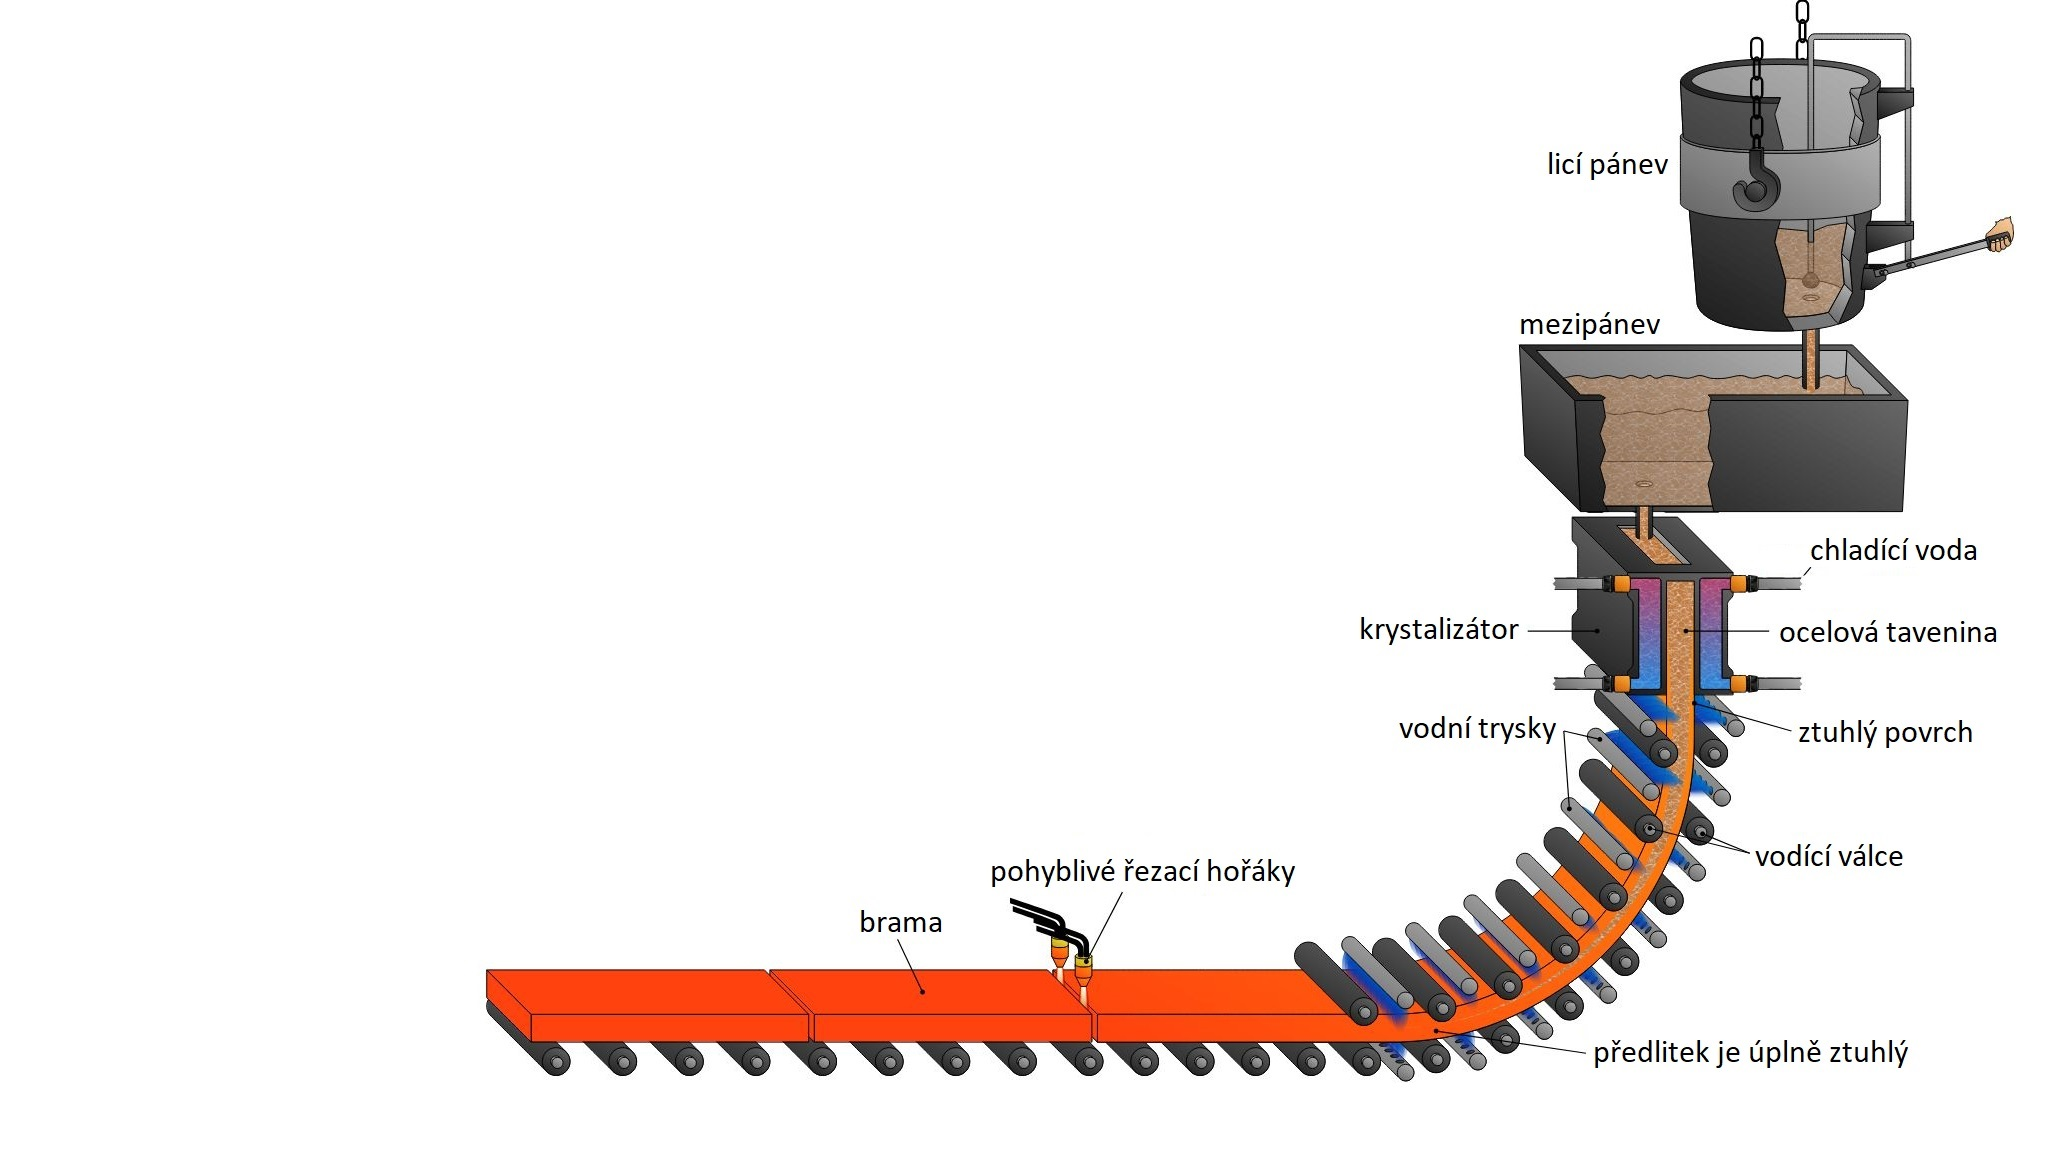 licí pánev
mezipánev
chladící voda
krystalizátor
ocelová tavenina
vodní trysky
ztuhlý povrch
vodící válce
pohyblivé řezací hořáky
brama
předlitek je úplně ztuhlý